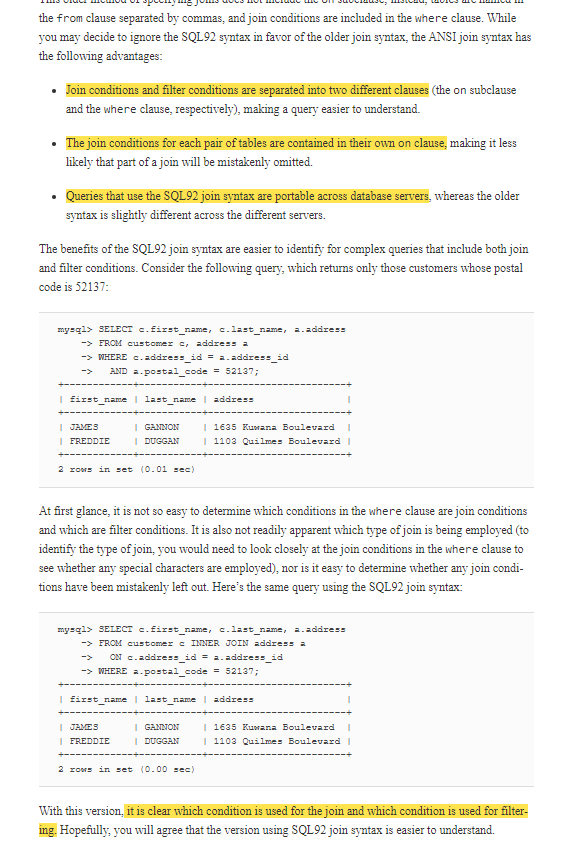 the from clause separated by commas, and join conditions are included in the where clause. While
you may decide to ignore the SQL92 syntax in favor of the older join syntax, the ANSI join syntax has
the following advantages:
• Join conditions and filter conditions are separated into two different clauses (the on subclause
and the where clause, respectively), making a query easier to understand.
• The join conditions for each pair of tables are contained in their own on clause, making it less
likely that part of a join will be mistakenly omitted.
• Queries that use the SQL92 join syntax are portable across database servers, whereas the older
syntax is slightly different across the different servers.
The benefits of the SQL92 join syntax are easier to identify for complex queries that include both join
and filter conditions. Consider the following query, which returns only those customers whose postal
code is 52137:
mysql> SELECT c.first_name, c.last_name, a.address
-> FROM customer c, address a
-> WHERE c.address_id = a.address_id
->   AND a.postal_code = 52137;
+------------+-----------+------------------------+
| first_name | last_name | address                |
+------------+-----------+------------------------+
| JAMES      | GANNON    | 1635 Kuwana Boulevard  |
| FREDDIE    | DUGGAN    | 1103 Quilmes Boulevard |
+------------+-----------+------------------------+
2 rows in set (0.01 sec)
At first glance, it is not so easy to determine which conditions in the where clause are join conditions
and which are filter conditions. It is also not readily apparent which type of join is being employed (to
identify the type of join, you would need to look closely at the join conditions in the where clause to
see whether any special characters are employed), nor is it easy to determine whether any join condi-
tions have been mistakenly left out. Here's the same query using the SQL92 join syntax:
mysql> SELECT c.first_name, c.last_name, a.address
-> FROM customer c INNER JOIN address a
->   ON c.address_id = a.address_id
-> WHERE a.postal_code = 52137;
+------------+-----------+------------------------+
| first_name | last_name | address                |
+------------+-----------+------------------------+
| JAMES      | GANNON    | 1635 Kuwana Boulevard  |
| FREDDIE    | DUGGAN    | 1103 Quilmes Boulevard |
+------------+-----------+------------------------+
2 rows in set (0.00 sec)
With this version, it is clear which condition is used for the join and which condition is used for filter-
ing. Hopefully, you will agree that the version using SQL92 join syntax is easier to understand.